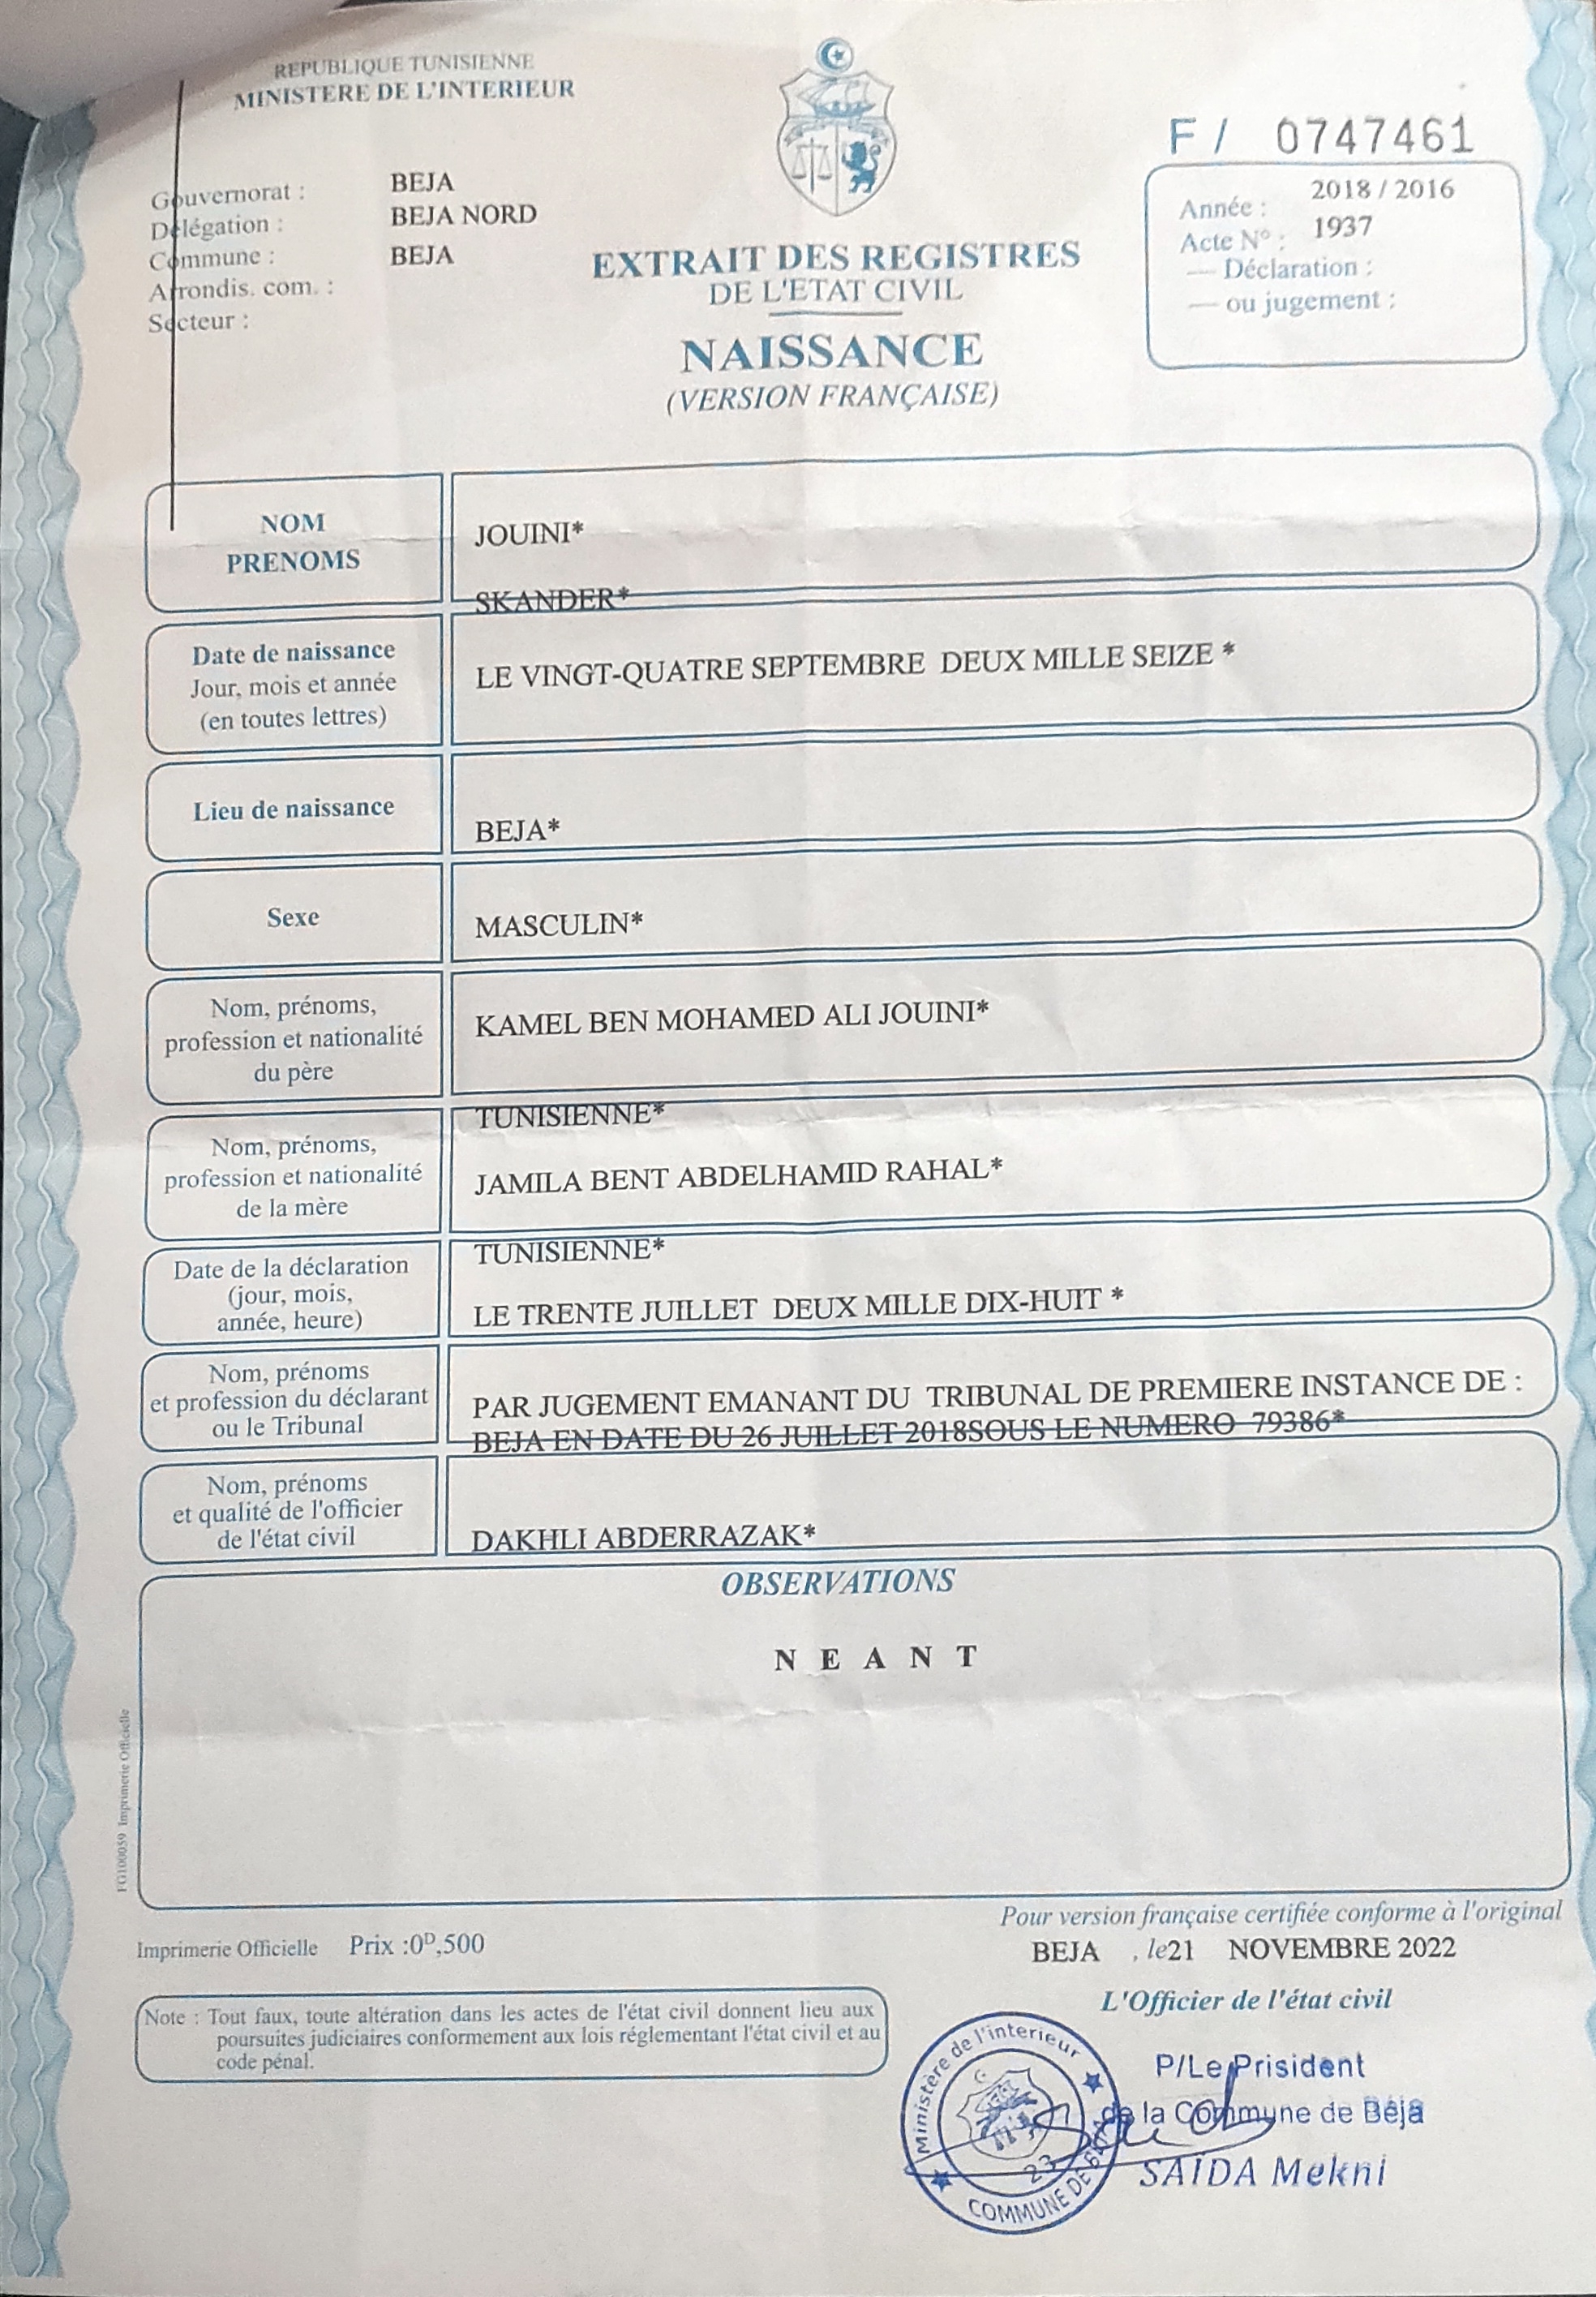 REPUBLIQUE TUNISIENNE
MINISTERE DE L'INTERIEUR
Gouvernorat : BEJA
Délégation : BEJA NORD
Commune : BEJA
Arrondis. com. :
Secteur :
EXTRAIT DES REGISTRES
DE L'ETAT CIVIL
NAISSANCE
(VERSION FRANÇAISE)
F / 0747461
Année : 2018 / 2016
Acte N° : 1937
— Déclaration :
— ou jugement :
NOM
PRENOMS
JOUINI*
SKANDER*
Date de naissance
Jour, mois et année
(en toutes lettres)
LE VINGT-QUATRE SEPTEMBRE DEUX MILLE SEIZE *
Lieu de naissance
BEJA*
Sexe
MASCULIN*
Nom, prénoms,
profession et nationalité
du père
KAMEL BEN MOHAMED ALI JOUINI*
TUNISIENNE*
Nom, prénoms,
profession et nationalité
de la mère
JAMILA BENT ABDELHAMID RAHAL*
TUNISIENNE*
Date de la déclaration
(jour, mois,
année, heure)
LE TRENTE JUILLET DEUX MILLE DIX-HUIT *
Nom, prénoms
et profession du déclarant
ou le Tribunal
PAR JUGEMENT EMANANT DU TRIBUNAL DE PREMIERE INSTANCE DE :
BEJA EN DATE DU 26 JUILLET 2018SOUS LE NUMERO 79386*
Nom, prénoms
et qualité de l'officier
de l'état civil
DAKHLI ABDERRAZAK*
OBSERVATIONS
N E A N T
FG100059 Imprimerie Officielle
Pour version française certifiée conforme à l'original
BEJA , le21 NOVEMBRE 2022
L'Officier de l'état civil
Imprimerie Officielle Prix :0ᴰ,500
Note : Tout faux, toute altération dans les actes de l'état civil donnent lieu aux
poursuites judiciaires conformement aux lois réglementant l'état civil et au
code pénal.
Ministère de l'interieur
23
COMMUNE DE BEJA
P/Le Prisident
de la Commune de Béja
SAÏDA Mekni